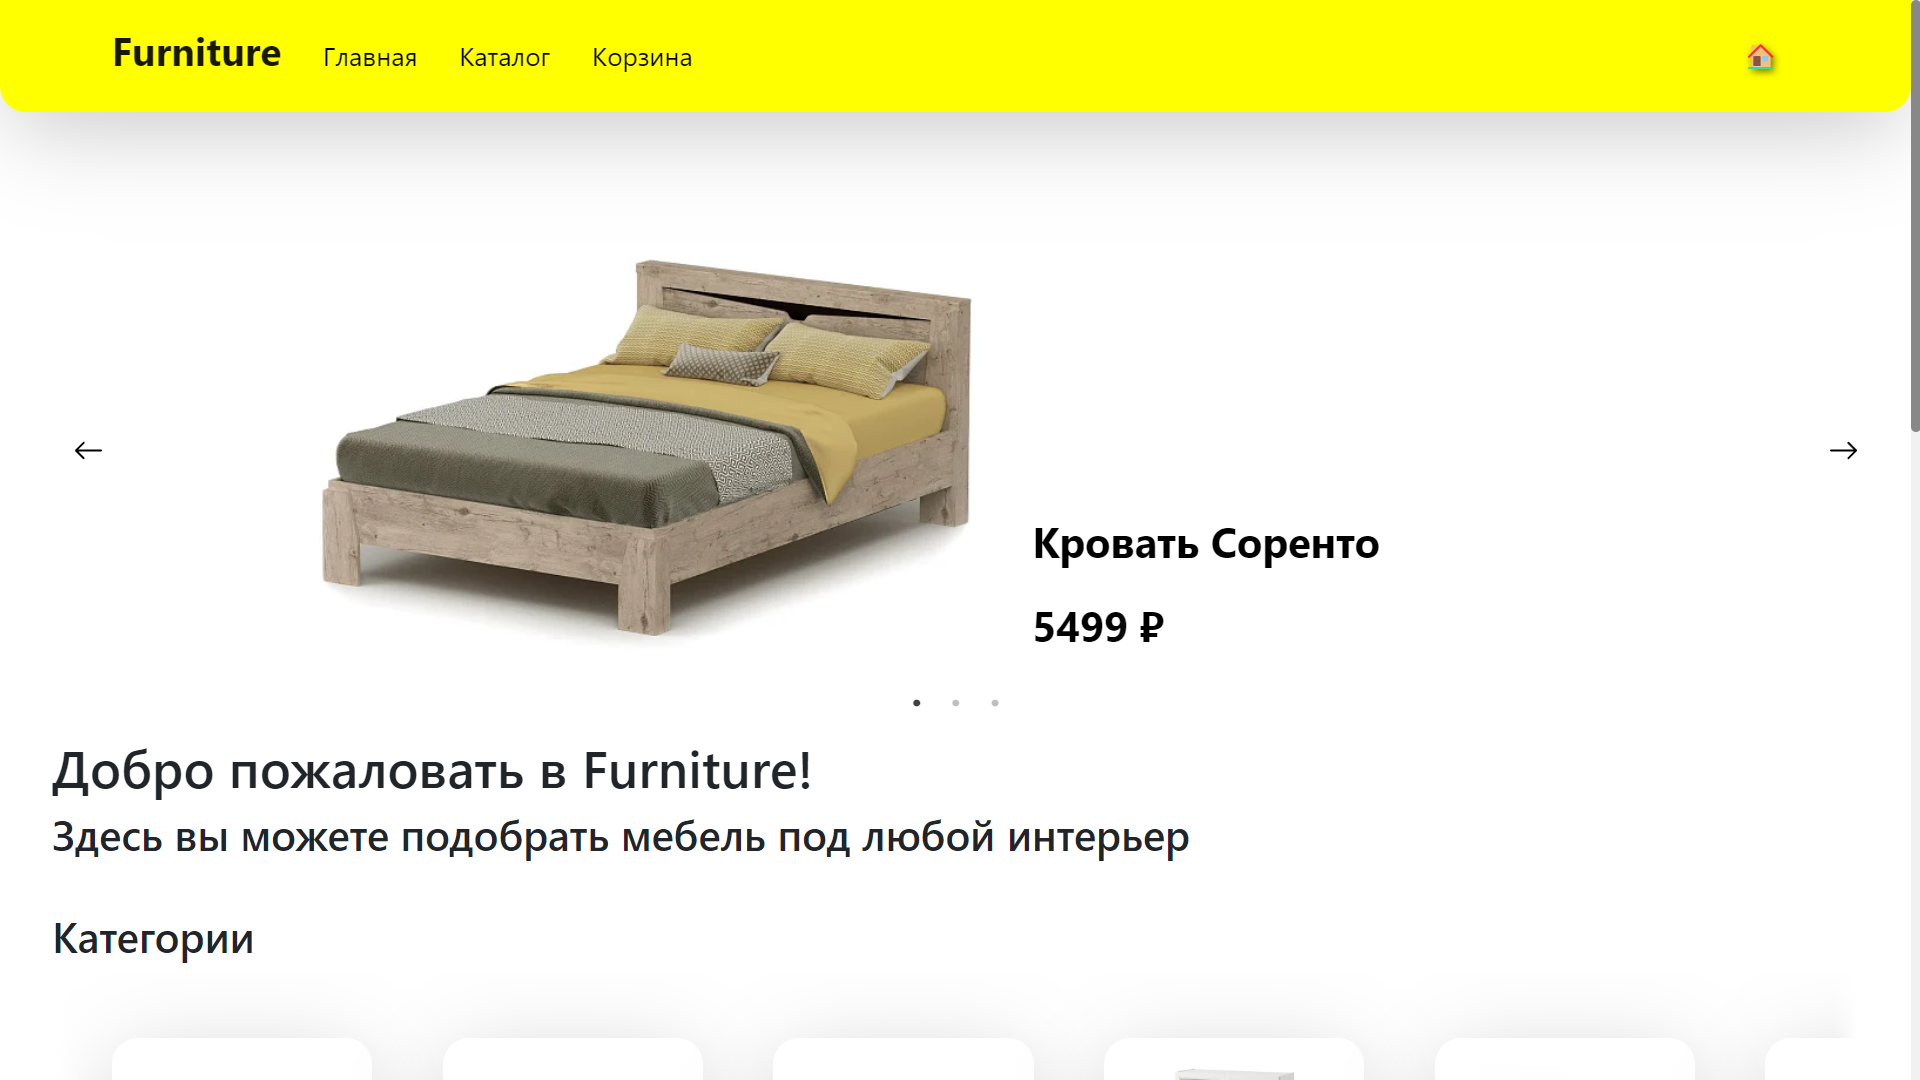 Furniture
Главная
Каталог
Корзина
Кровать Соренто
5499 ₽
Добро пожаловать в Furniture!
Здесь вы можете подобрать мебель под любой интерьер
Категории